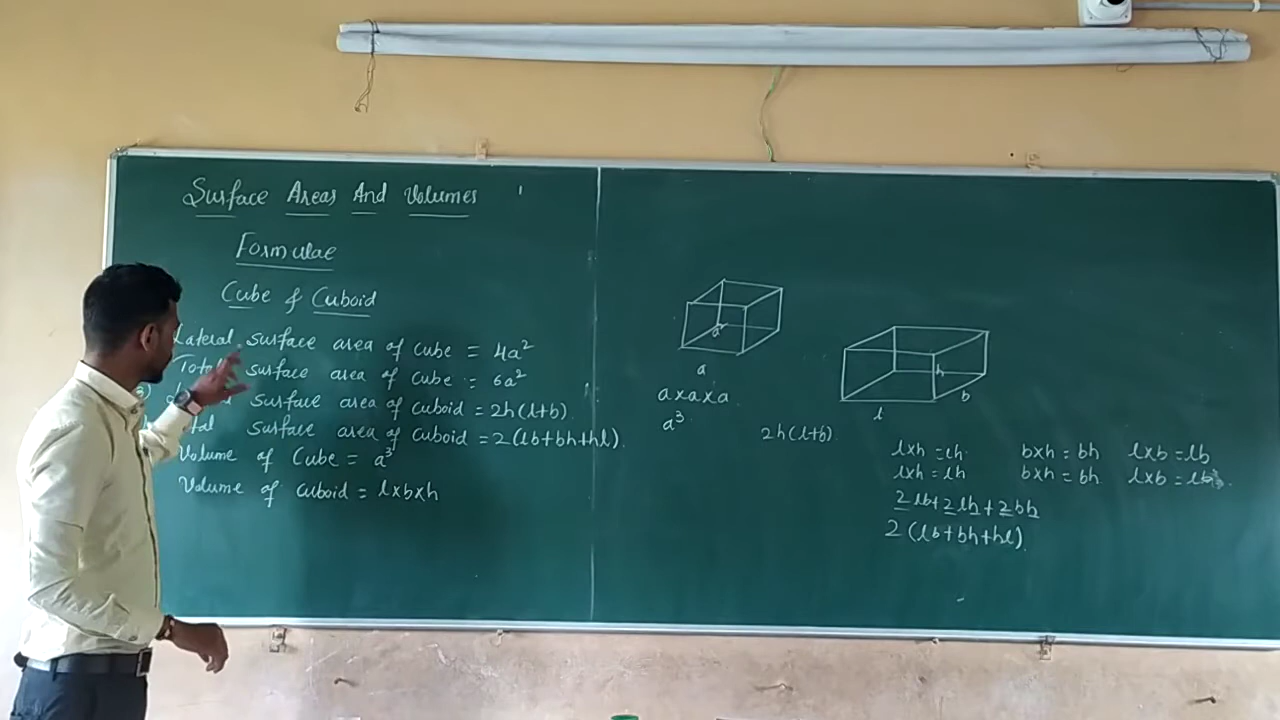 Surface Areas And Volumes
Formulae
Cube & Cuboid
Lateral surface area of cube = 4a²
Total surface area of cube = 6a²
3) surface area of cuboid = 2h(l+b).
surface area of cuboid = 2(lb+bh+hl).
Volume of Cube = a³
Volume of cuboid = l×b×h
a
a
a×a×a
a³
h
b
l
2h(l+b)
l×h = lh b×h = bh l×b = lb
l×h = lh b×h = bh l×b = lb
2lb+2lh+2bh
2(lb+bh+hl)